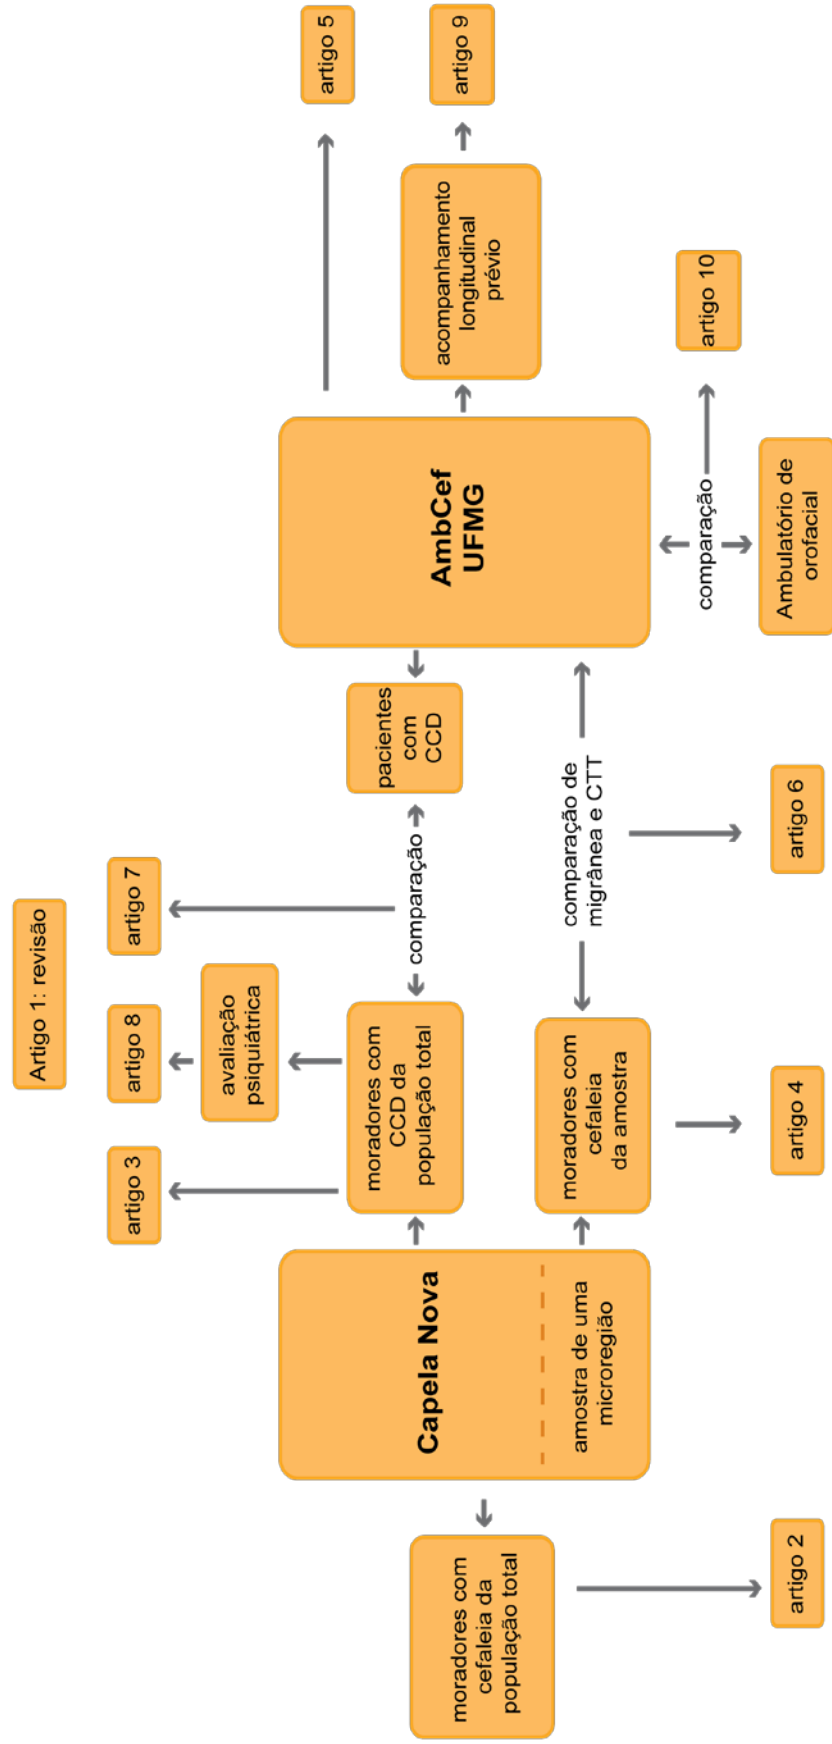 Artigo 1: revisão
artigo 3
artigo 8
artigo 7
avaliação
psiquiátrica
moradores com
cefaleia da
população total
artigo 2
Capela Nova
amostra de uma
microregião
moradores com
CCD da
população total
comparação
pacientes
com
CCD
moradores com
cefaleia
da amostra
artigo 4
comparação de
migrânea e CTT
artigo 6
AmbCef
UFMG
artigo 5
acompanhamento
longitudinal
prévio
artigo 9
comparação
artigo 10
Ambulatório de
orofacial